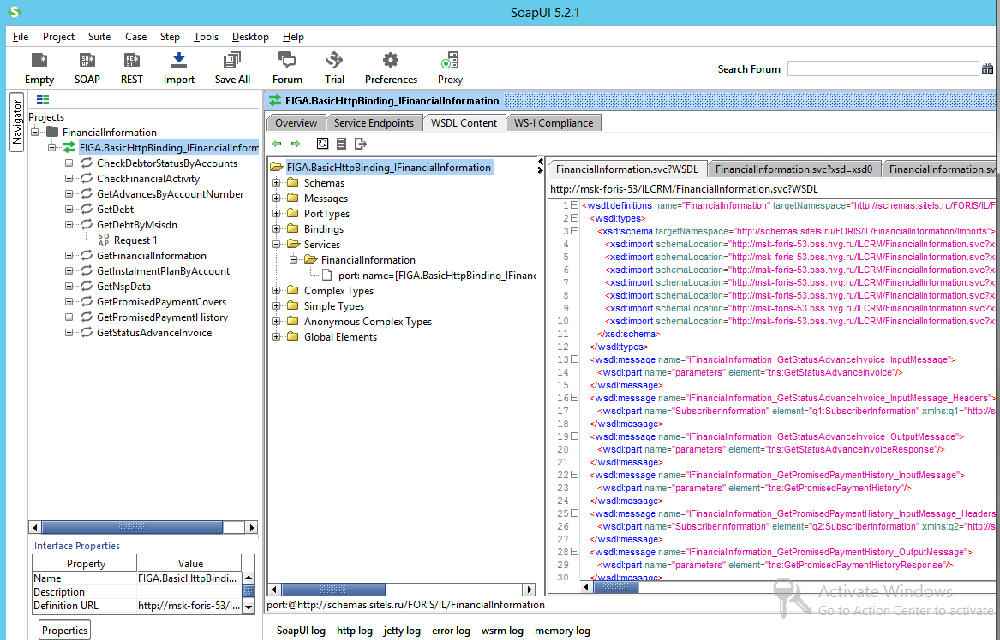 SoapUI 5.2.1
File Project Suite Case Step Tools Desktop Help
Empty SOAP REST Import Save All Forum Trial Preferences Proxy Search Forum
Navigator
Projects
FinancialInformation
FIGA.BasicHttpBinding_IFinancialInform
CheckDebtorStatusByAccounts
CheckFinancialActivity
GetAdvancesByAccountNumber
GetDebt
GetDebtByMsisdn
Request 1
GetFinancialInformation
GetInstalmentPlanByAccount
GetNspData
GetPromisedPaymentCovers
GetPromisedPaymentHistory
GetStatusAdvanceInvoice
Interface Properties
Property Value
Name FIGA.BasicHttpBindi...
Description
Definition URL http://msk-foris-53/I...
Properties
FIGA.BasicHttpBinding_IFinancialInformation
Overview Service Endpoints WSDL Content WS-I Compliance
FIGA.BasicHttpBinding_IFinancialInformation
Schemas
Messages
PortTypes
Bindings
Services
FinancialInformation
port: name=[FIGA.BasicHttpBinding_IFinanc
Complex Types
Simple Types
Anonymous Complex Types
Global Elements
FinancialInformation.svc?WSDL FinancialInformation.svc?xsd=xsd0 FinancialInformation.sv
http://msk-foris-53/ILCRM/FinancialInformation.svc?WSDL
1 <wsdl:definitions name="FinancialInformation" targetNamespace="http://schemas.sitels.ru/FORIS/IL/F
2 <wsdl:types>
3 <xsd:schema targetNamespace="http://schemas.sitels.ru/FORIS/IL/FinancialInformation/Imports">
4 <xsd:import schemaLocation="http://msk-foris-53.bss.nvg.ru/ILCRM/FinancialInformation.svc?x
5 <xsd:import schemaLocation="http://msk-foris-53.bss.nvg.ru/ILCRM/FinancialInformation.svc?x
6 <xsd:import schemaLocation="http://msk-foris-53.bss.nvg.ru/ILCRM/FinancialInformation.svc?x
7 <xsd:import schemaLocation="http://msk-foris-53.bss.nvg.ru/ILCRM/FinancialInformation.svc?x
8 <xsd:import schemaLocation="http://msk-foris-53.bss.nvg.ru/ILCRM/FinancialInformation.svc?x
9 <xsd:import schemaLocation="http://msk-foris-53.bss.nvg.ru/ILCRM/FinancialInformation.svc?x
10 <xsd:import schemaLocation="http://msk-foris-53.bss.nvg.ru/ILCRM/FinancialInformation.svc?x
11 </xsd:schema>
12 </wsdl:types>
13 <wsdl:message name="IFinancialInformation_GetStatusAdvanceInvoice_InputMessage">
14 <wsdl:part name="parameters" element="tns:GetStatusAdvanceInvoice"/>
15 </wsdl:message>
16 <wsdl:message name="IFinancialInformation_GetStatusAdvanceInvoice_InputMessage_Headers">
17 <wsdl:part name="SubscriberInformation" element="q1:SubscriberInformation" xmlns:q1="http://s
18 </wsdl:message>
19 <wsdl:message name="IFinancialInformation_GetStatusAdvanceInvoice_OutputMessage">
20 <wsdl:part name="parameters" element="tns:GetStatusAdvanceInvoiceResponse"/>
21 </wsdl:message>
22 <wsdl:message name="IFinancialInformation_GetPromisedPaymentHistory_InputMessage">
23 <wsdl:part name="parameters" element="tns:GetPromisedPaymentHistory"/>
24 </wsdl:message>
25 <wsdl:message name="IFinancialInformation_GetPromisedPaymentHistory_InputMessage_Headers
26 <wsdl:part name="SubscriberInformation" element="q2:SubscriberInformation" xmlns:q2="http://s
27 </wsdl:message>
28 <wsdl:message name="IFinancialInformation_GetPromisedPaymentHistory_OutputMessage">
29 <wsdl:part name="parameters" element="tns:GetPromisedPaymentHistoryResponse"/>
30 </wsdl:message>
Activate Windows
Go to Action Center to activate
port:@http://schemas.sitels.ru/FORIS/IL/FinancialInformation
SoapUI log http log jetty log error log wsrm log memory log